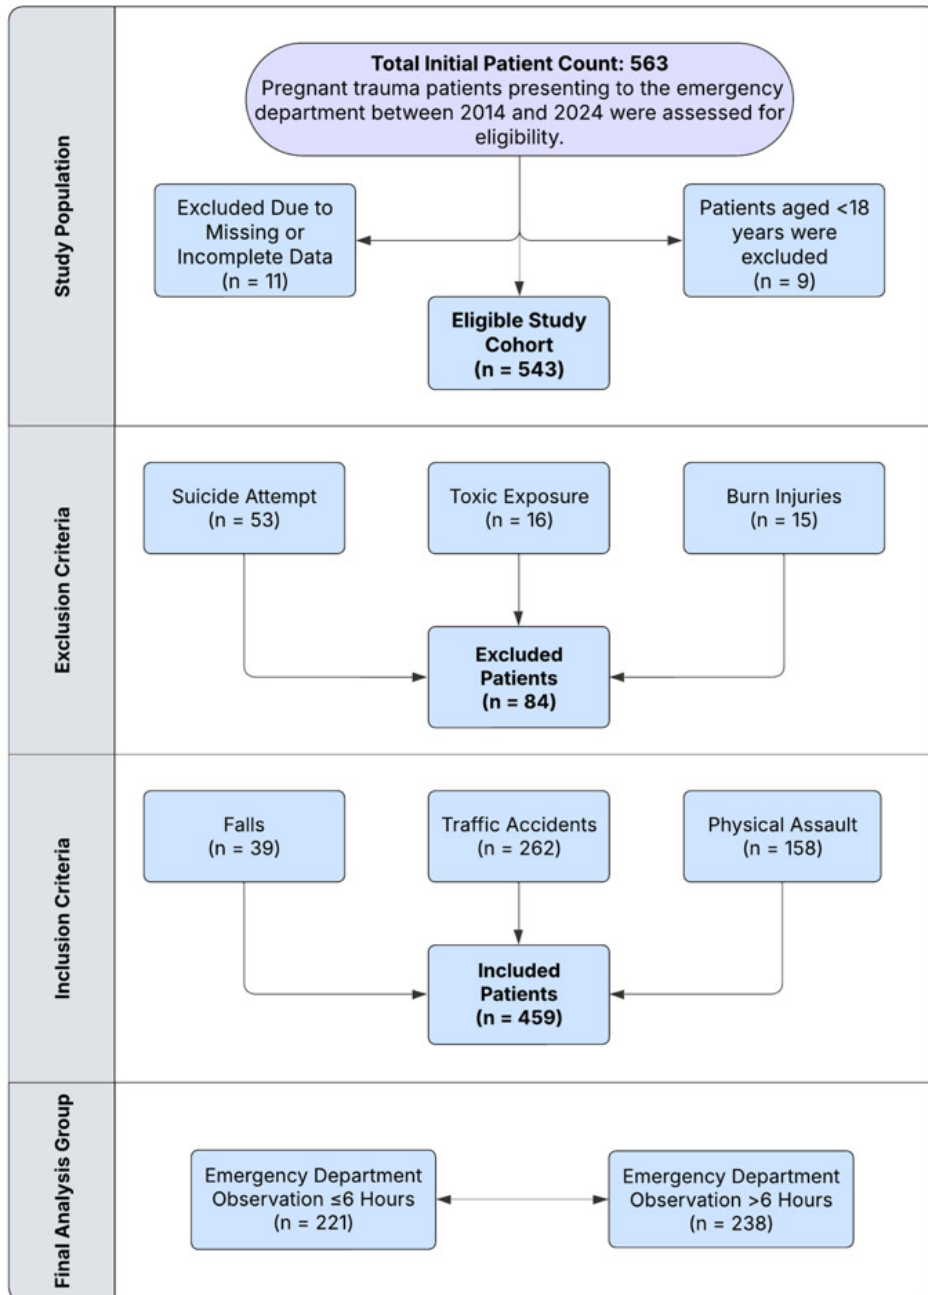 Study Population
Total Initial Patient Count: 563
Pregnant trauma patients presenting to the emergency
department between 2014 and 2024 were assessed for
eligibility.
Excluded Due to
Missing or
Incomplete Data
(n = 11)
Patients aged <18
years were
excluded
(n = 9)
Eligible Study
Cohort
(n = 543)
Exclusion Criteria
Suicide Attempt
(n = 53)
Toxic Exposure
(n = 16)
Burn Injuries
(n = 15)
Excluded
Patients
(n = 84)
Inclusion Criteria
Falls
(n = 39)
Traffic Accidents
(n = 262)
Physical Assault
(n = 158)
Included
Patients
(n = 459)
Final Analysis Group
Emergency Department
Observation ≤6 Hours
(n = 221)
Emergency Department
Observation >6 Hours
(n = 238)